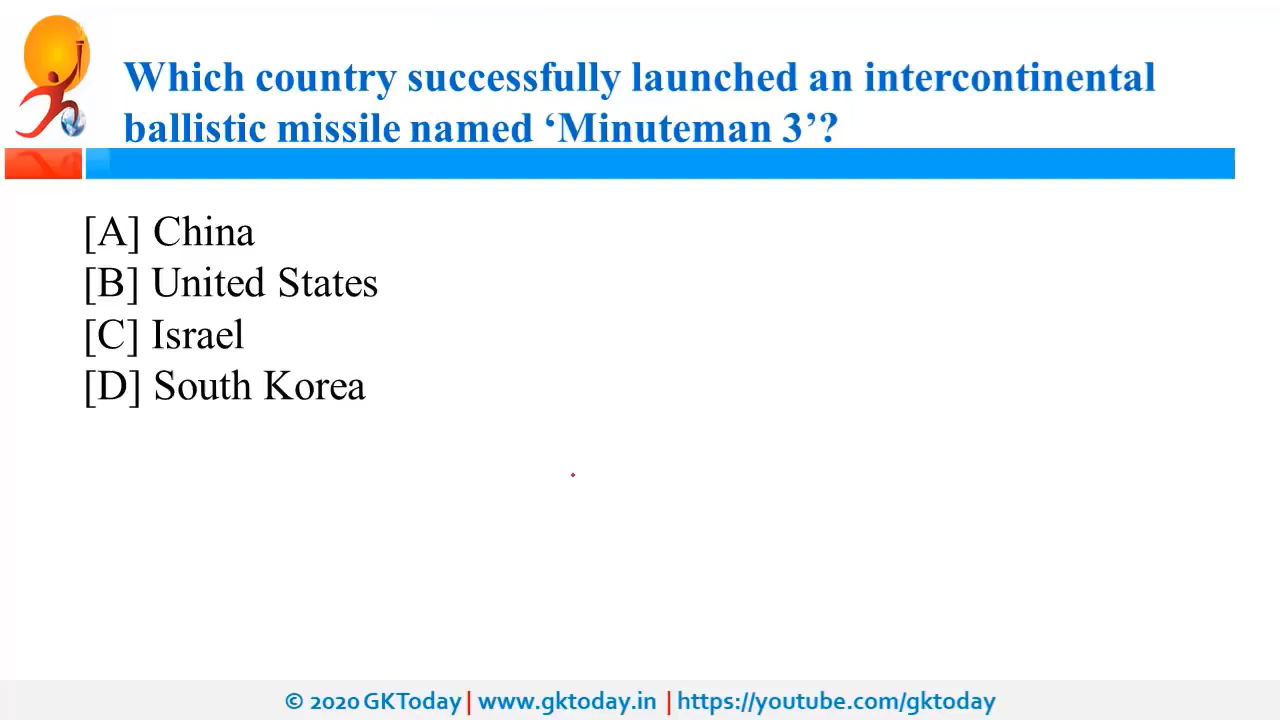 Which country successfully launched an intercontinental
ballistic missile named ‘Minuteman 3’?
[A] China
[B] United States
[C] Israel
[D] South Korea
© 2020 GKToday | www.gktoday.in | https://youtube.com/gktoday